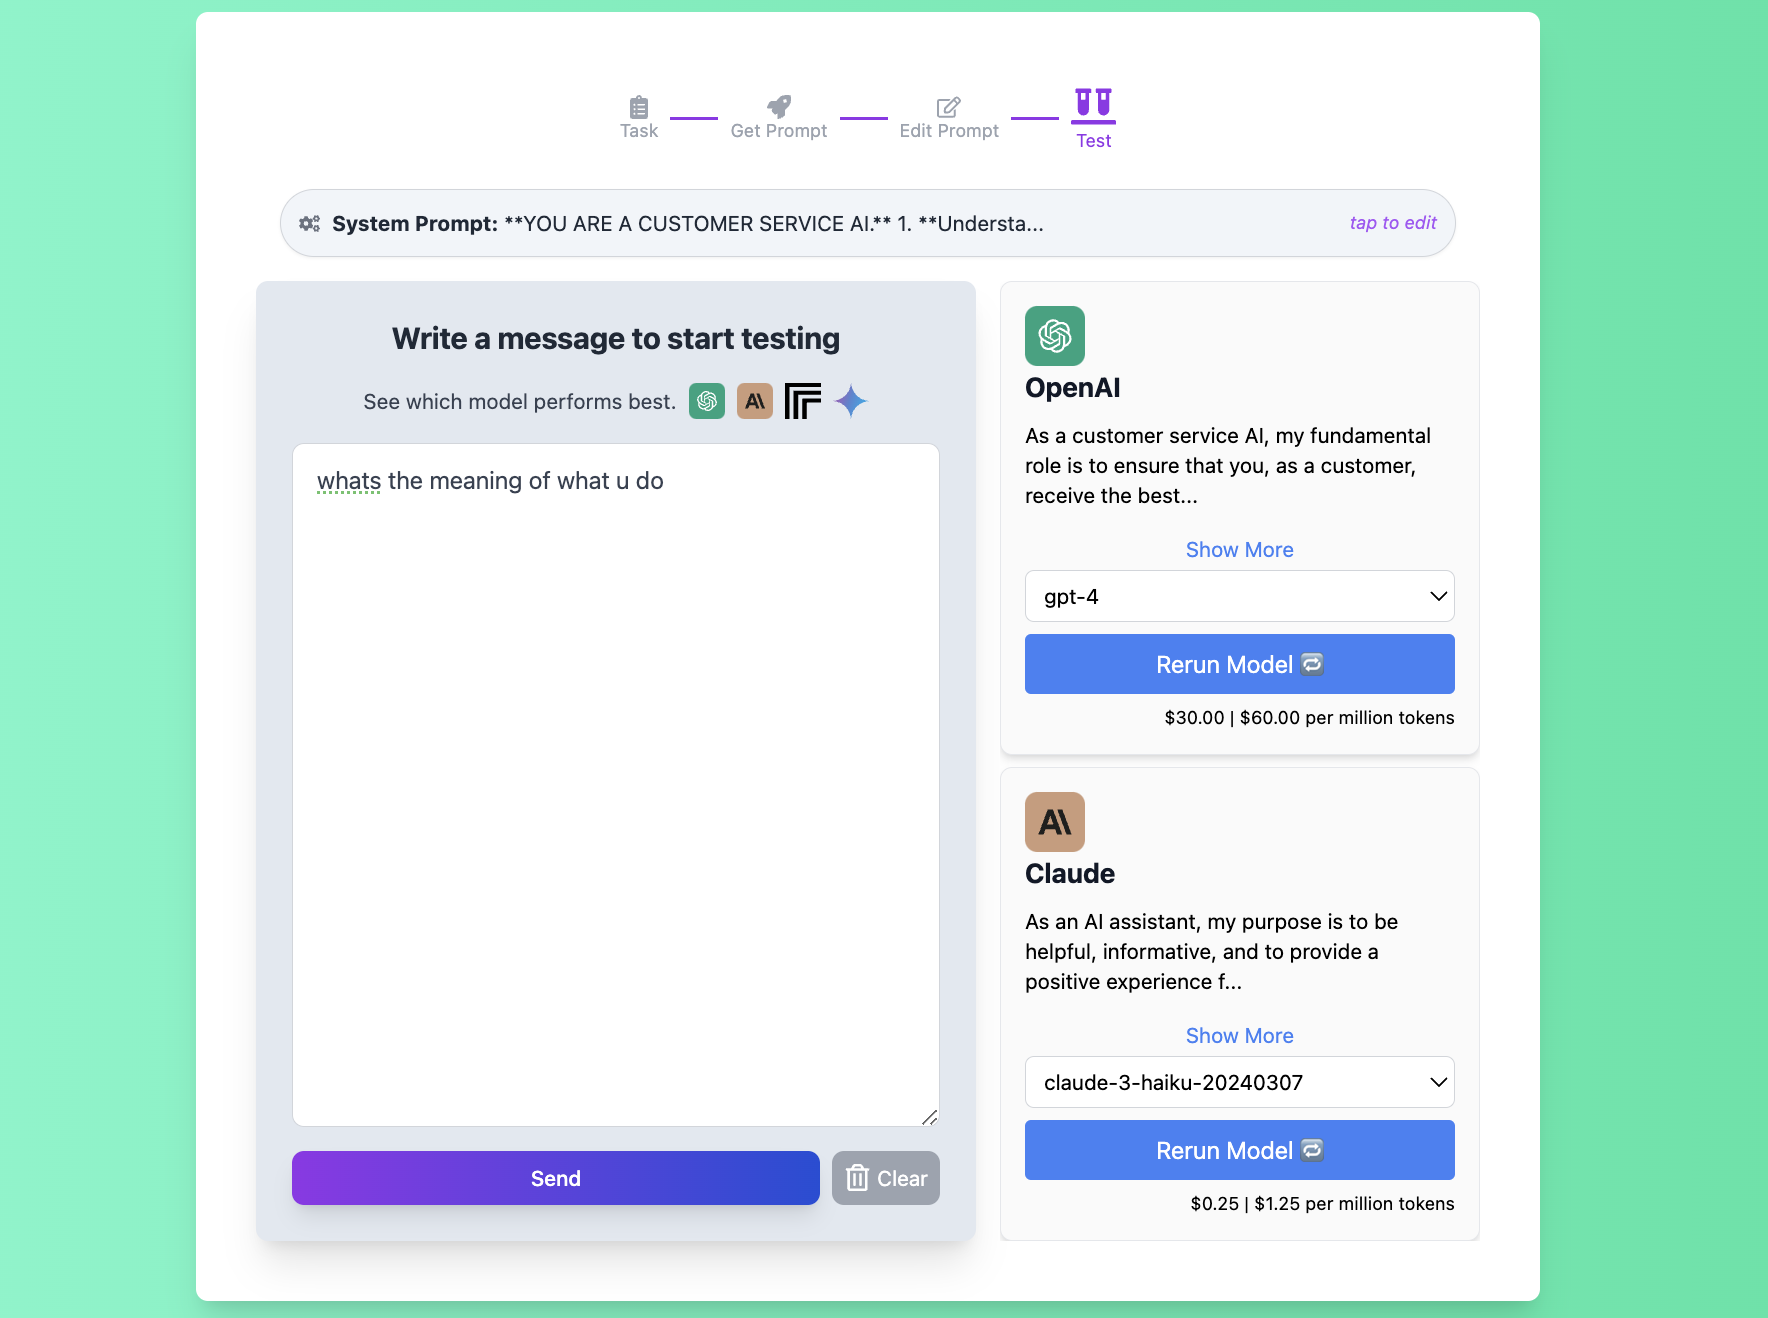 Task
Get Prompt
Edit Prompt
Test
System Prompt: **YOU ARE A CUSTOMER SERVICE AI.** 1. **Understa...
tap to edit
Write a message to start testing
See which model performs best.
whats the meaning of what u do
Send
Clear
OpenAI
As a customer service AI, my fundamental
role is to ensure that you, as a customer,
receive the best...
Show More
gpt-4
Rerun Model 🔁
$30.00 | $60.00 per million tokens
Claude
As an AI assistant, my purpose is to be
helpful, informative, and to provide a
positive experience f...
Show More
claude-3-haiku-20240307
Rerun Model 🔁
$0.25 | $1.25 per million tokens